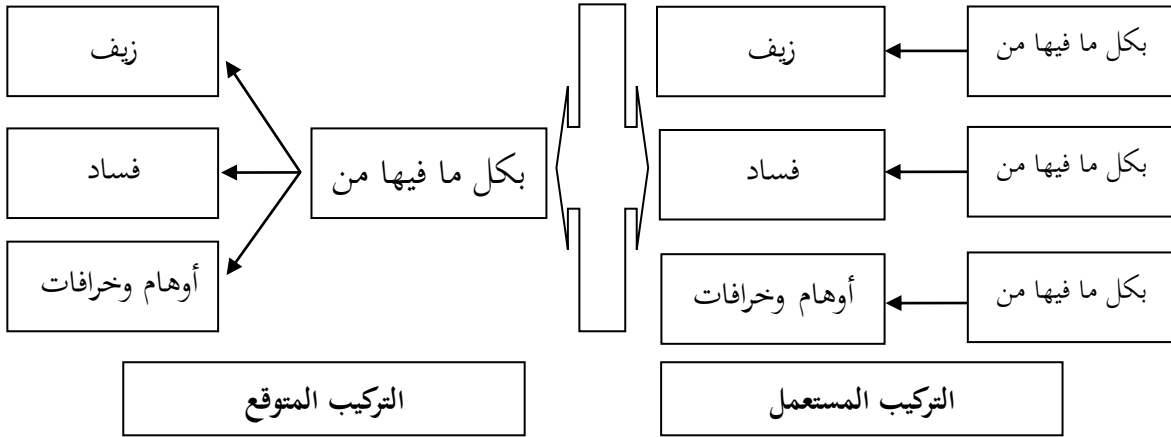 بكل ما فيها من
زيف
بكل ما فيها من
فساد
بكل ما فيها من
أوهام وخرافات
التركيب المستعمل
بكل ما فيها من
زيف
فساد
أوهام وخرافات
التركيب المتوقع